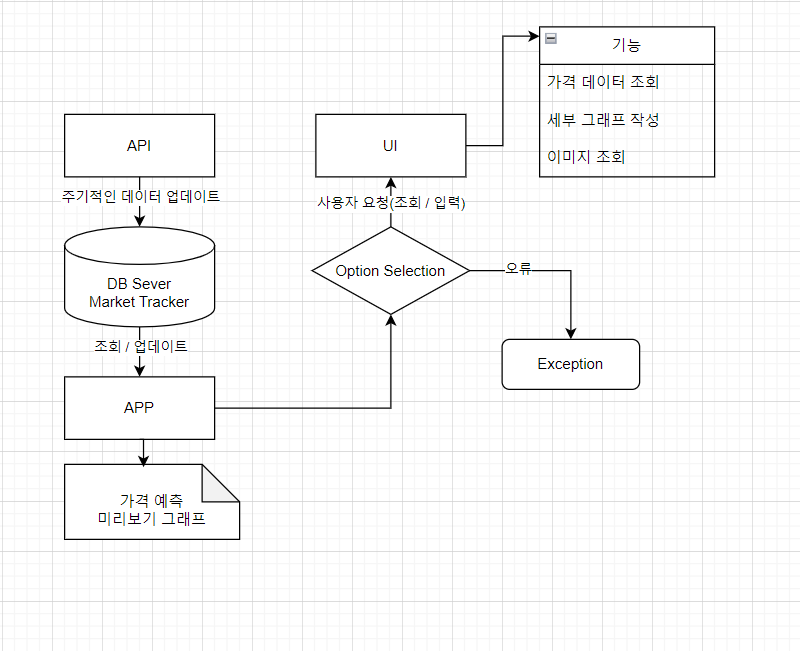 API
주기적인 데이터 업데이트
DB Sever
Market Tracker
조회 / 업데이트
APP
가격 예측
미리보기 그래프
UI
사용자 요청(조회 / 입력)
Option Selection
오류
Exception
기능
가격 데이터 조회
세부 그래프 작성
이미지 조회